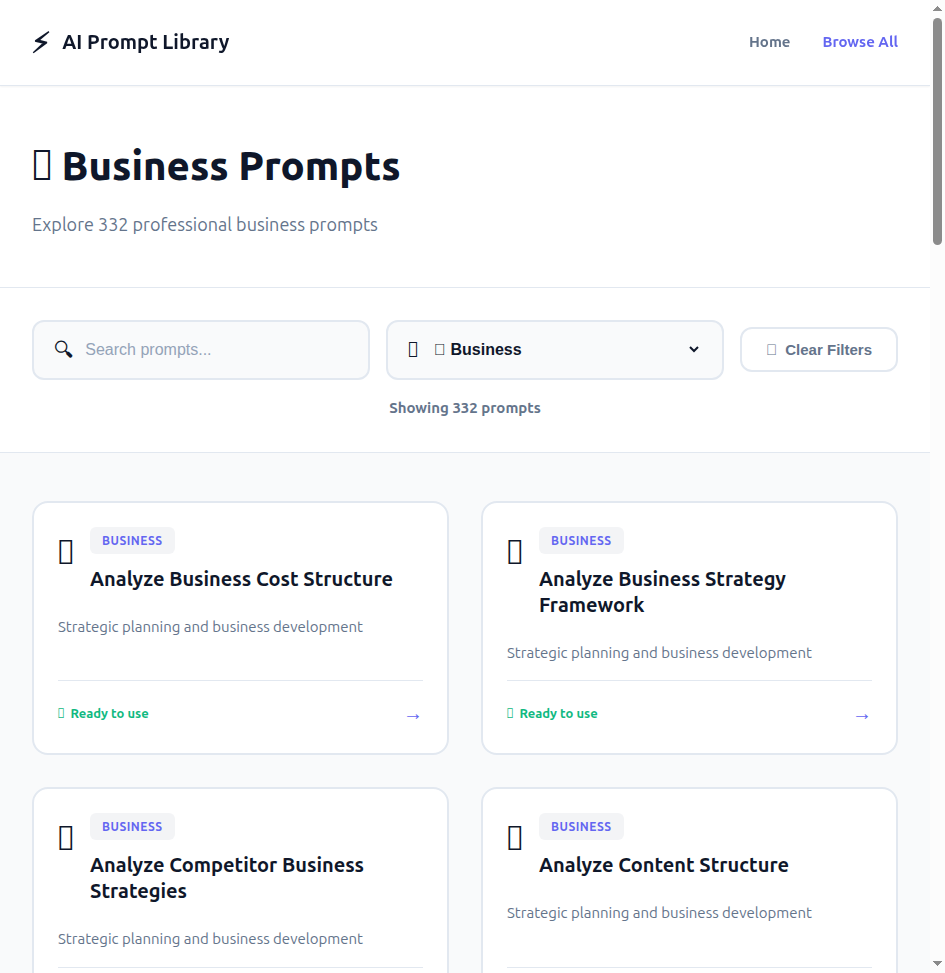 ⚡ AI Prompt Library
Home
Browse All
Business Prompts
Explore 332 professional business prompts
🔍 Search prompts...
Business
Clear Filters
Showing 332 prompts
BUSINESS
Analyze Business Cost Structure
Strategic planning and business development
Ready to use →
BUSINESS
Analyze Business Strategy
Framework
Strategic planning and business development
Ready to use →
BUSINESS
Analyze Competitor Business
Strategies
Strategic planning and business development
BUSINESS
Analyze Content Structure
Strategic planning and business development